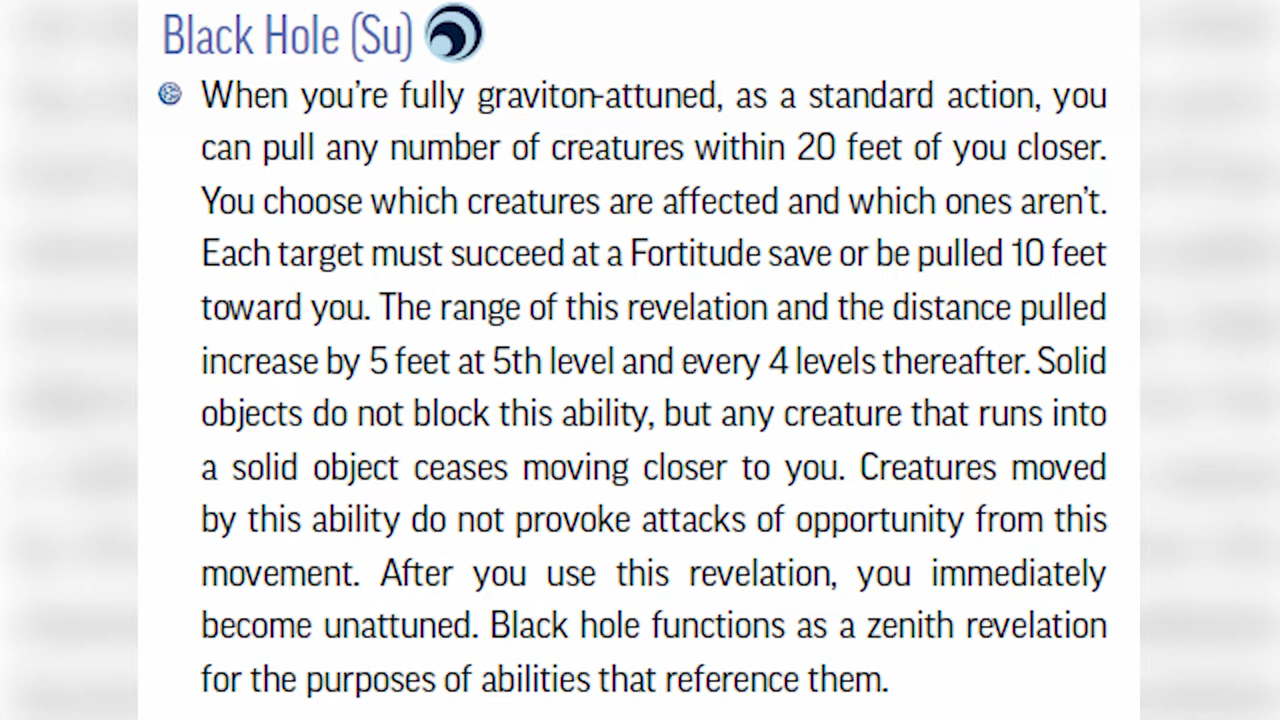 Black Hole (Su)
When you're fully graviton-attuned, as a standard action, you
can pull any number of creatures within 20 feet of you closer.
You choose which creatures are affected and which ones aren't.
Each target must succeed at a Fortitude save or be pulled 10 feet
toward you. The range of this revelation and the distance pulled
increase by 5 feet at 5th level and every 4 levels thereafter. Solid
objects do not block this ability, but any creature that runs into
a solid object ceases moving closer to you. Creatures moved
by this ability do not provoke attacks of opportunity from this
movement. After you use this revelation, you immediately
become unattuned. Black hole functions as a zenith revelation
for the purposes of abilities that reference them.